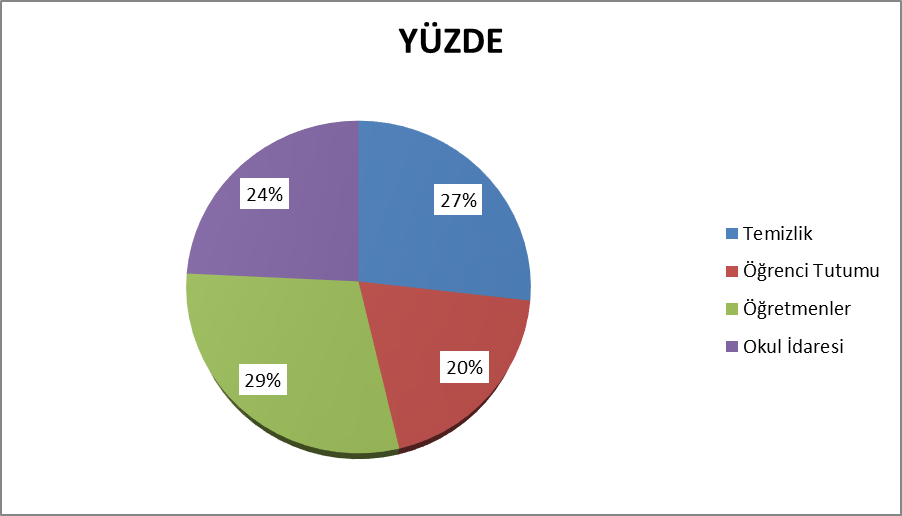 YÜZDE
24%
27%
29%
20%
Temizlik
Öğrenci Tutumu
Öğretmenler
Okul İdaresi